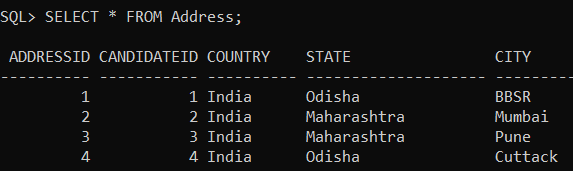 SQL> SELECT * FROM Address;
 ADDRESSID CANDIDATEID COUNTRY    STATE                CITY
---------- ----------- ---------- -------------------- ----------
         1           1 India      Odisha               BBSR
         2           2 India      Maharashtra          Mumbai
         3           3 India      Maharashtra          Pune
         4           4 India      Odisha               Cuttack